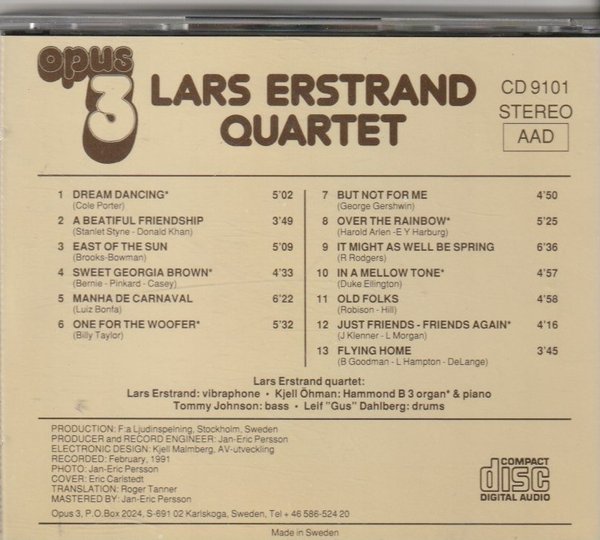 opus 3
LARS ERSTRAND
QUARTET
CD 9101
STEREO
AAD
1 DREAM DANCING* 5'02
(Cole Porter)
2 A BEATIFUL FRIENDSHIP 3'49
(Stanlet Styne - Donald Khan)
3 EAST OF THE SUN 5'09
(Brooks-Bowman)
4 SWEET GEORGIA BROWN* 4'33
(Bernie - Pinkard - Casey)
5 MANHA DE CARNAVAL 6'22
(Luiz Bonfa)
6 ONE FOR THE WOOFER* 5'32
(Billy Taylor)
7 BUT NOT FOR ME 4'50
(George Gershwin)
8 OVER THE RAINBOW* 5'25
(Harold Arlen -E Y Harburg)
9 IT MIGHT AS WELL BE SPRING 6'36
(R Rodgers)
10 IN A MELLOW TONE* 4'57
(Duke Ellington)
11 OLD FOLKS 4'58
(Robison - Hill)
12 JUST FRIENDS - FRIENDS AGAIN* 4'16
(J Klenner - L Morgan)
13 FLYING HOME 3'45
(B Goodman - L Hampton - DeLange)
Lars Erstrand quartet:
Lars Erstrand: vibraphone • Kjell Öhman: Hammond B 3 organ* & piano
Tommy Johnson: bass • Leif "Gus" Dahlberg: drums
PRODUCTION: F:a Ljudinspelning, Stockholm, Sweden
PRODUCER and RECORD ENGINEER: Jan-Eric Persson
ELECTRONIC DESIGN: Kjell Malmberg, AV-utveckling
RECORDED: February, 1991
PHOTO: Jan-Eric Persson
COVER: Eric Carlstedt
TRANSLATION: Roger Tanner
MASTERED BY: Jan-Eric Persson
Opus 3, P.O.Box 2024, S-691 02 Karlskoga, Sweden, Tel + 46 586-524 20
COMPACT
disc
DIGITAL AUDIO
Made in Sweden